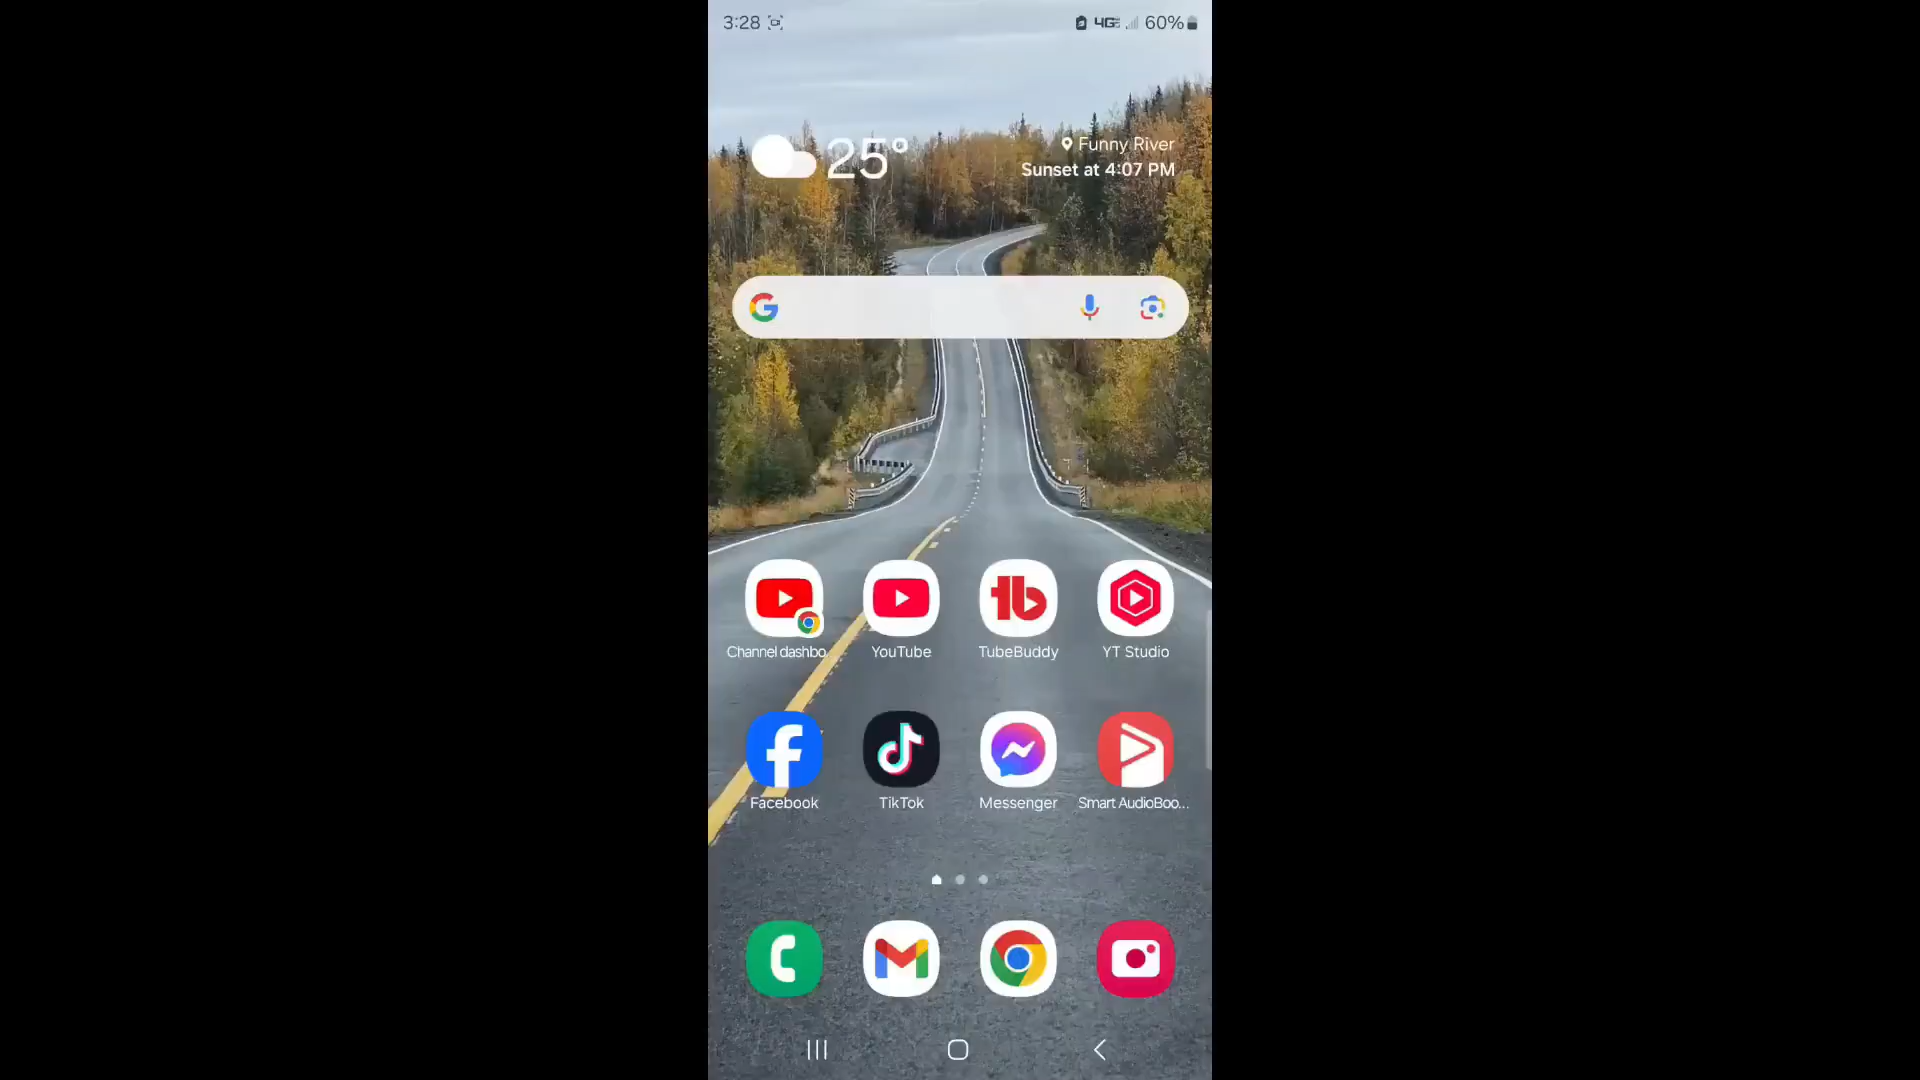 3:28
4G 60%
25°
Funny River
Sunset at 4:07 PM
Channel dashbo
YouTube
TubeBuddy
YT Studio
Facebook
TikTok
Messenger
Smart AudioBoo...